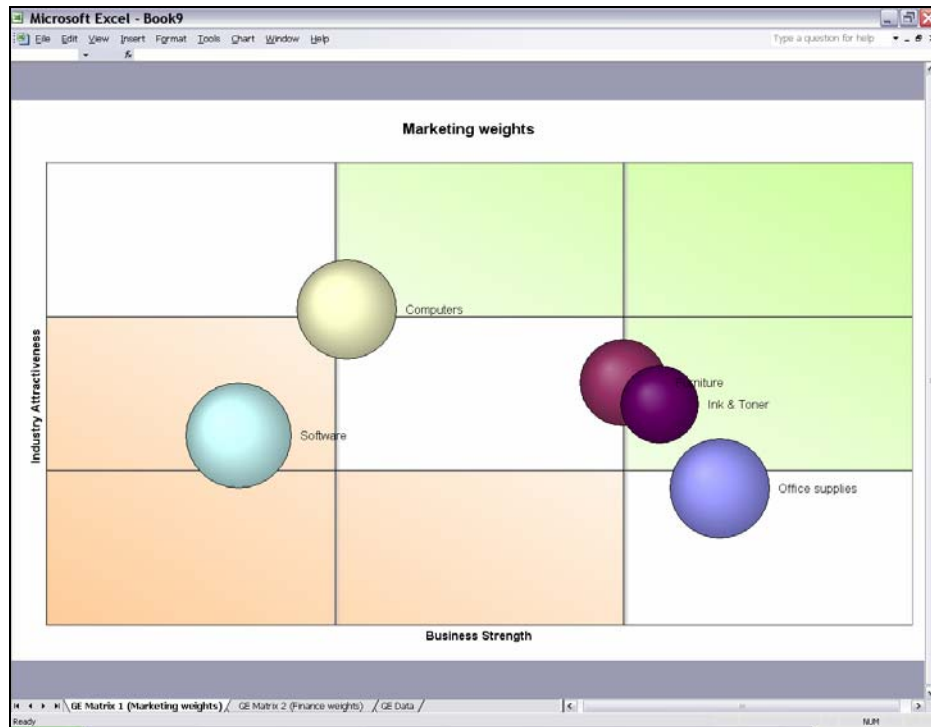 Microsoft Excel - Book9
File Edit View Insert Format Tools Chart Window Help
Type a question for help
fx
Marketing weights
Computers
Industry Attractiveness
Software
Ink & Toner
Office supplies
Business Strength
GE Matrix 1 (Marketing weights) / GE Matrix 2 (Finance weights) / GE Data /
Ready
NUM